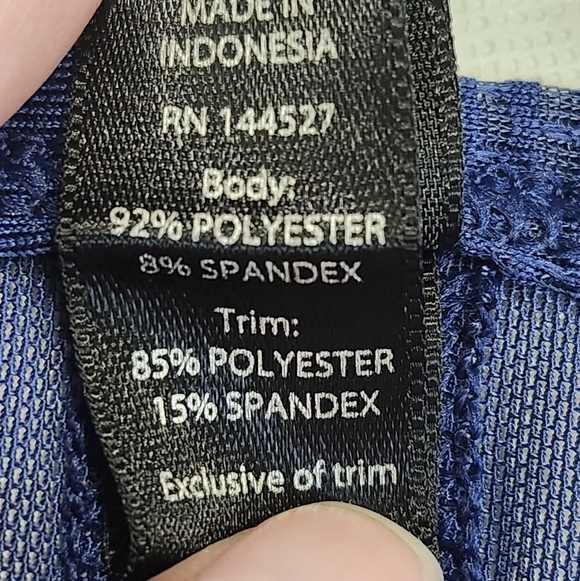 MADE IN
INDONESIA
RN 144527
Body:
92% POLYESTER
8% SPANDEX
Trim:
85% POLYESTER
15% SPANDEX
Exclusive of trim